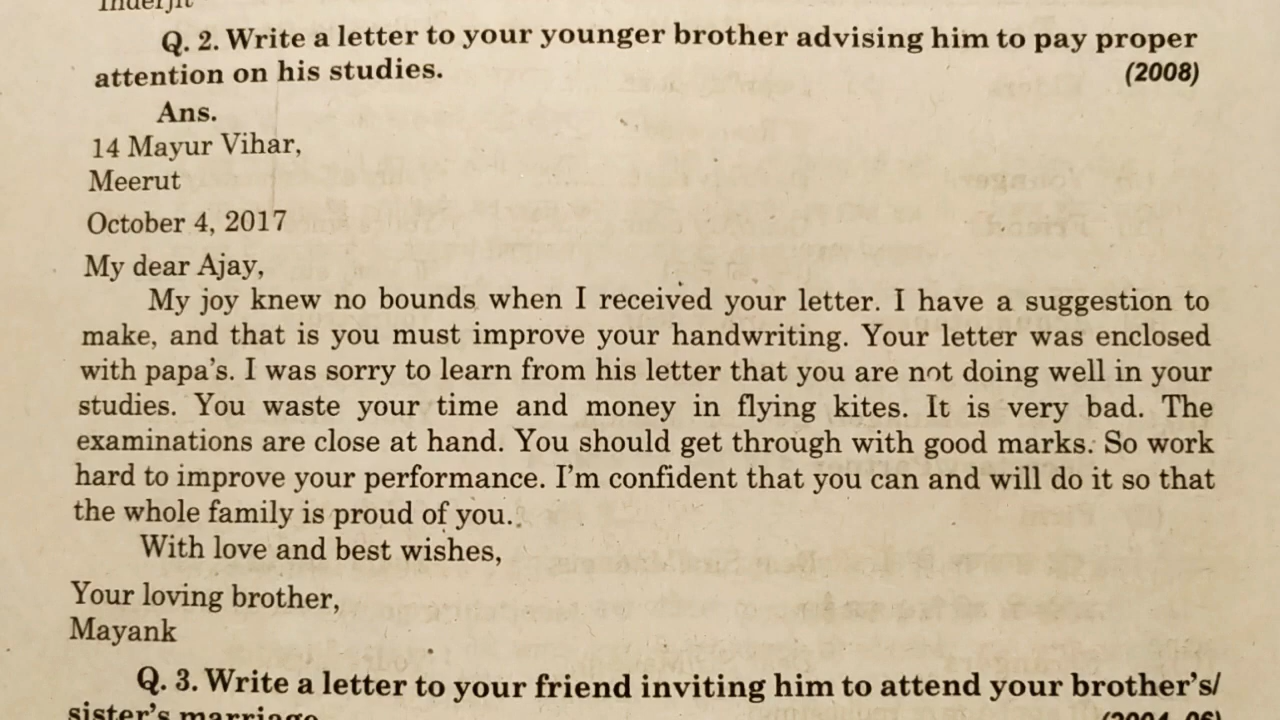 Inderjit
Q. 2. Write a letter to your younger brother advising him to pay proper
attention on his studies. (2008)
Ans.
14 Mayur Vihar,
Meerut
October 4, 2017
My dear Ajay,
My joy knew no bounds when I received your letter. I have a suggestion to
make, and that is you must improve your handwriting. Your letter was enclosed
with papa's. I was sorry to learn from his letter that you are not doing well in your
studies. You waste your time and money in flying kites. It is very bad. The
examinations are close at hand. You should get through with good marks. So work
hard to improve your performance. I'm confident that you can and will do it so that
the whole family is proud of you.
With love and best wishes,
Your loving brother,
Mayank
Q. 3. Write a letter to your friend inviting him to attend your brother's/
sister's marriage. (2004, 06)